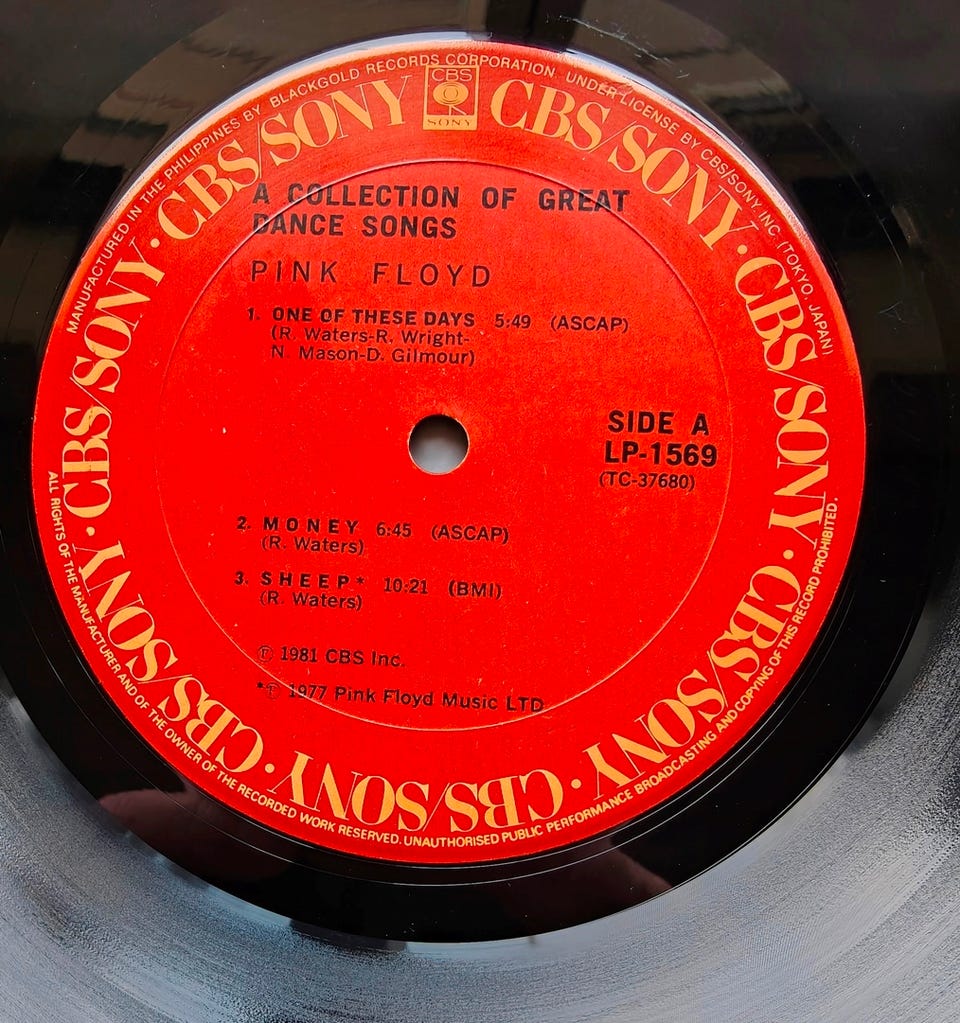 MANUFACTURED IN THE PHILIPPINES BY BLACKGOLD RECORDS CORPORATION. UNDER LICENSE BY CBS/SONY INC. (TOKYO, JAPAN)
CBS/SONY · CBS/SONY · CBS/SONY · CBS/SONY · CBS/SONY · CBS/SONY · CBS/SONY · CBS/SONY
CBS
SONY
A COLLECTION OF GREAT
DANCE SONGS
PINK FLOYD
1. ONE OF THESE DAYS 5:49 (ASCAP)
(R. Waters-R. Wright-
N. Mason-D. Gilmour)
SIDE A
LP-1569
(TC-37680)
2. MONEY 6:45 (ASCAP)
(R. Waters)
3. SHEEP* 10:21 (BMI)
(R. Waters)
℗ 1981 CBS Inc.
*℗ 1977 Pink Floyd Music LTD
ALL RIGHTS OF THE MANUFACTURER AND OF THE OWNER OF THE RECORDED WORK RESERVED. UNAUTHORISED PUBLIC PERFORMANCE BROADCASTING AND COPYING OF THIS RECORD PROHIBITED.